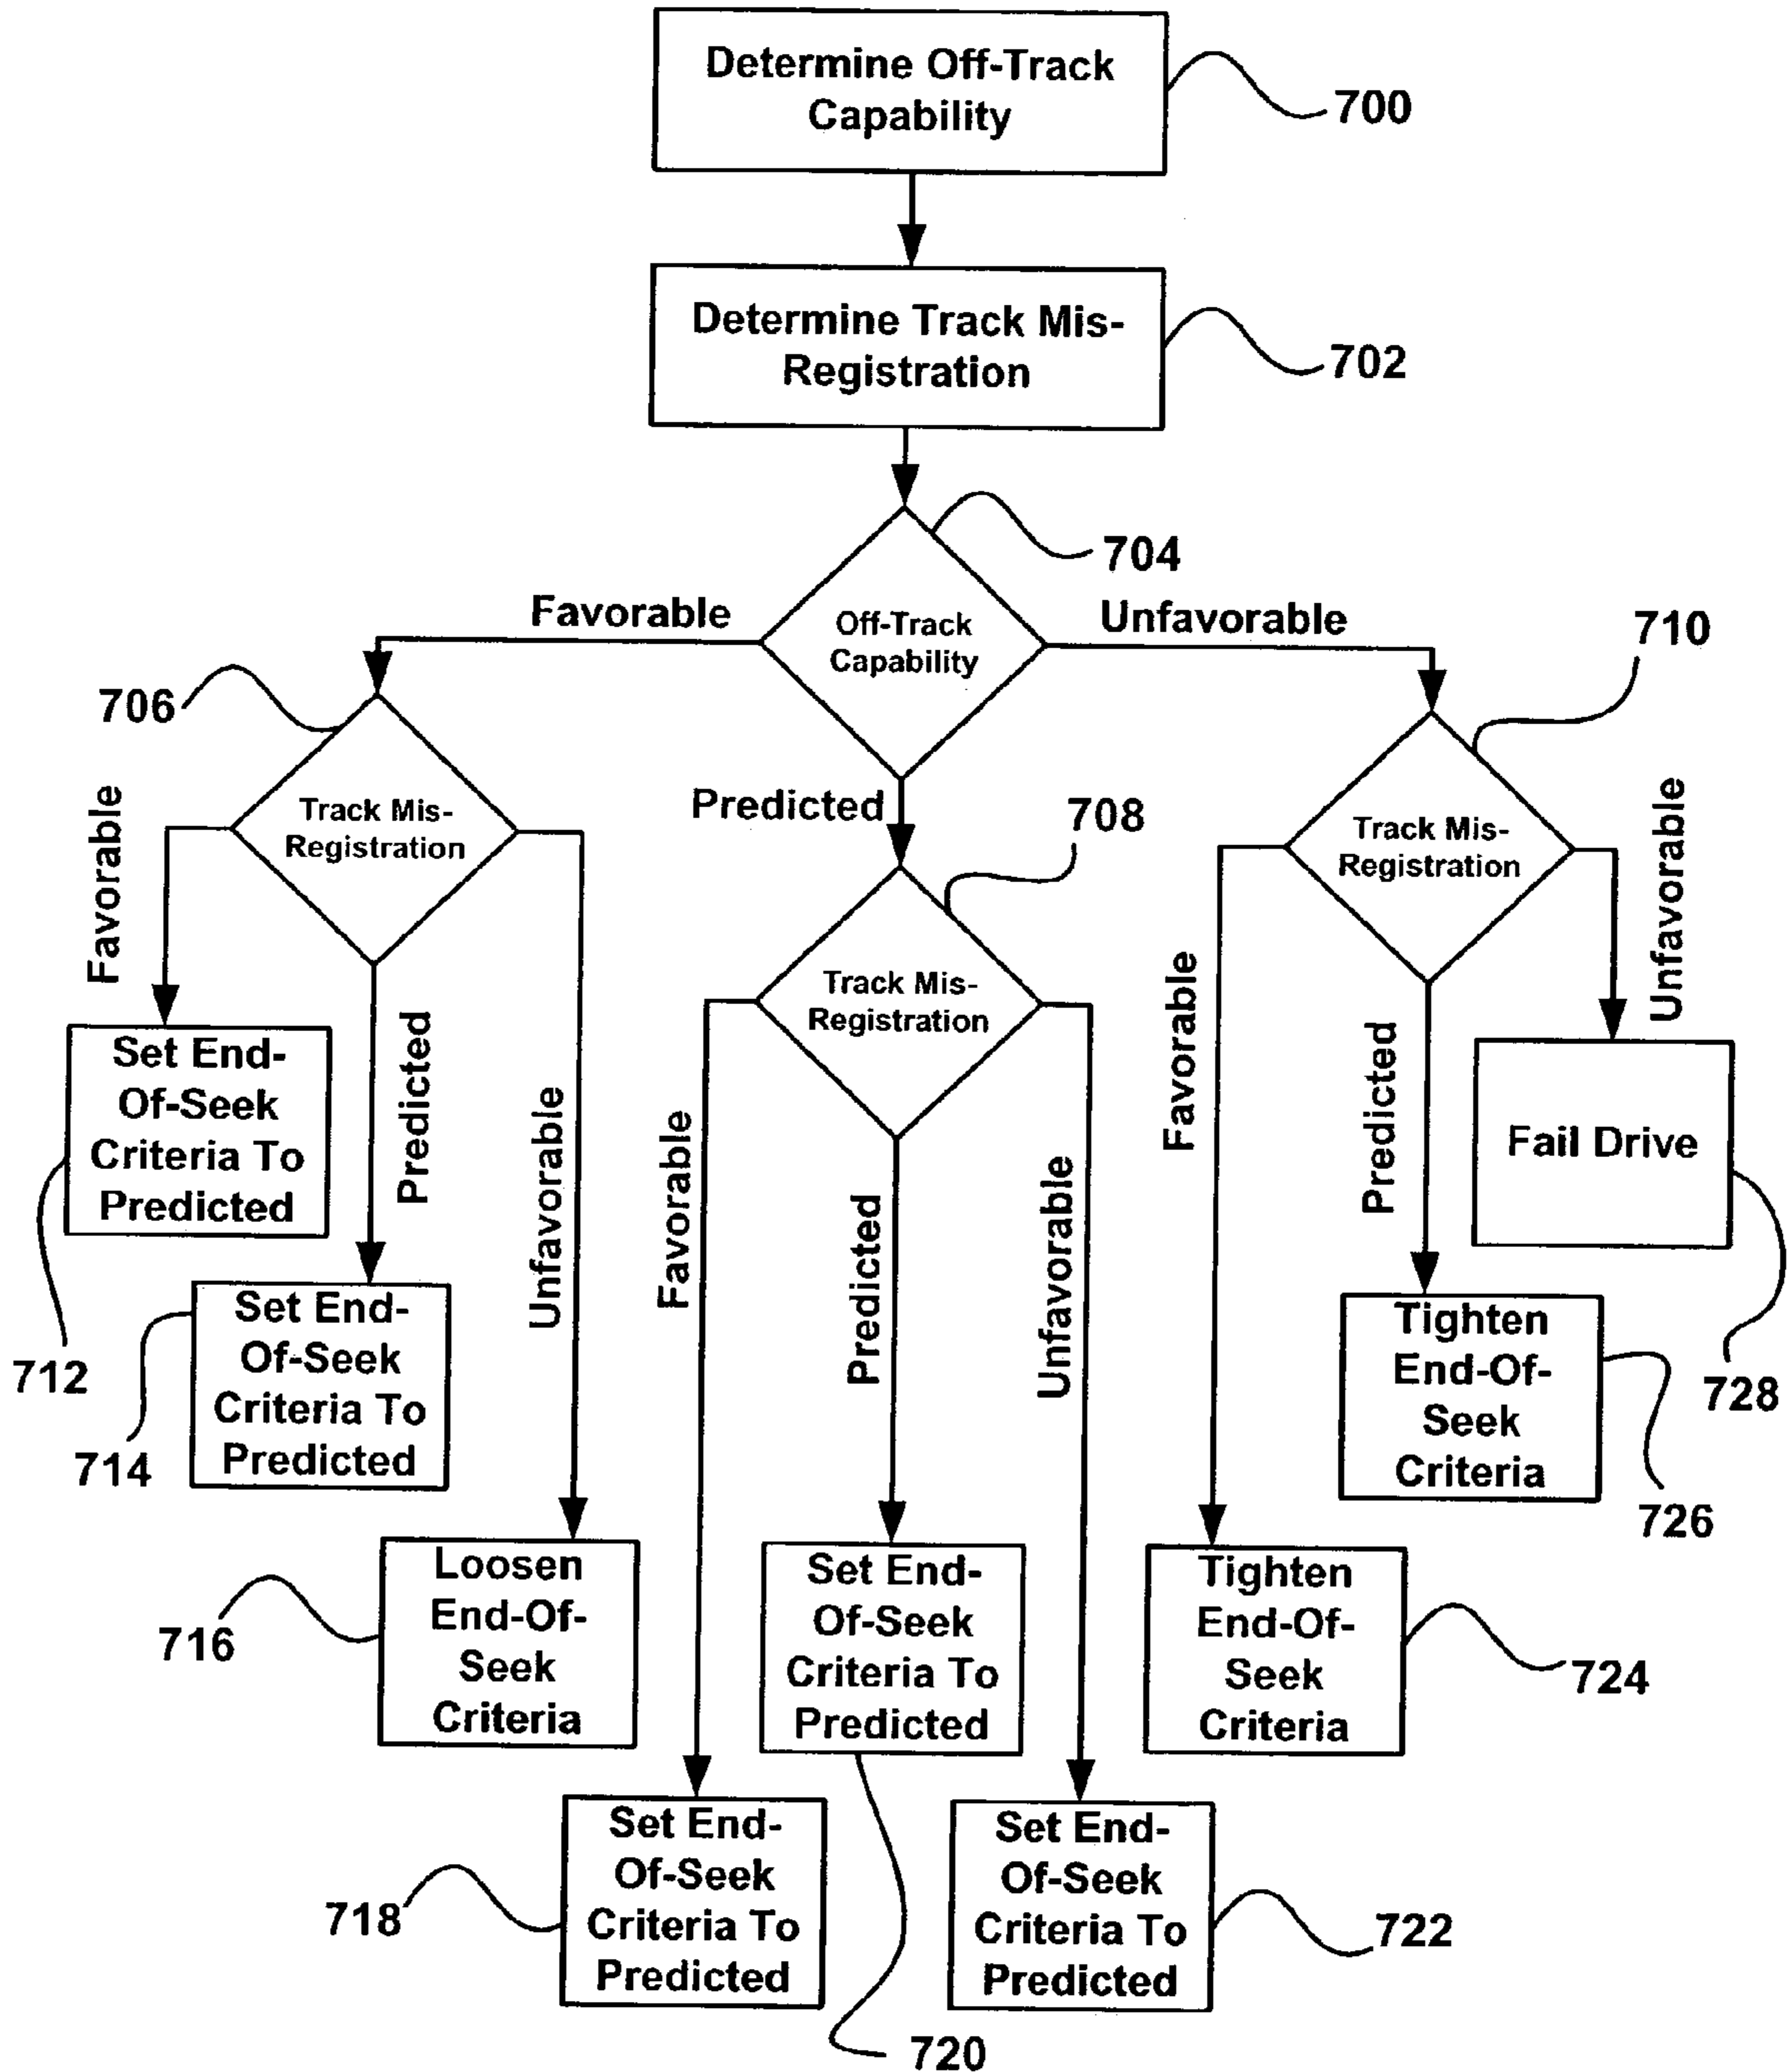 Determine Off-Track
Capability
700
Determine Track Mis-
Registration
702
704
Favorable
Off-Track
Capability
Unfavorable
710
706
Predicted
708
Track Mis-
Registration
Favorable
Predicted
Unfavorable
Track Mis-
Registration
Favorable
Predicted
Unfavorable
Track Mis-
Registration
Favorable
Predicted
Unfavorable
Set End-
Of-Seek
Criteria To
Predicted
712
Set End-
Of-Seek
Criteria To
Predicted
714
Loosen
End-Of-
Seek
Criteria
716
Set End-
Of-Seek
Criteria To
Predicted
718
Set End-
Of-Seek
Criteria To
Predicted
720
Set End-
Of-Seek
Criteria To
Predicted
722
Tighten
End-Of-
Seek
Criteria
724
Tighten
End-Of-
Seek
Criteria
726
Fail Drive
728